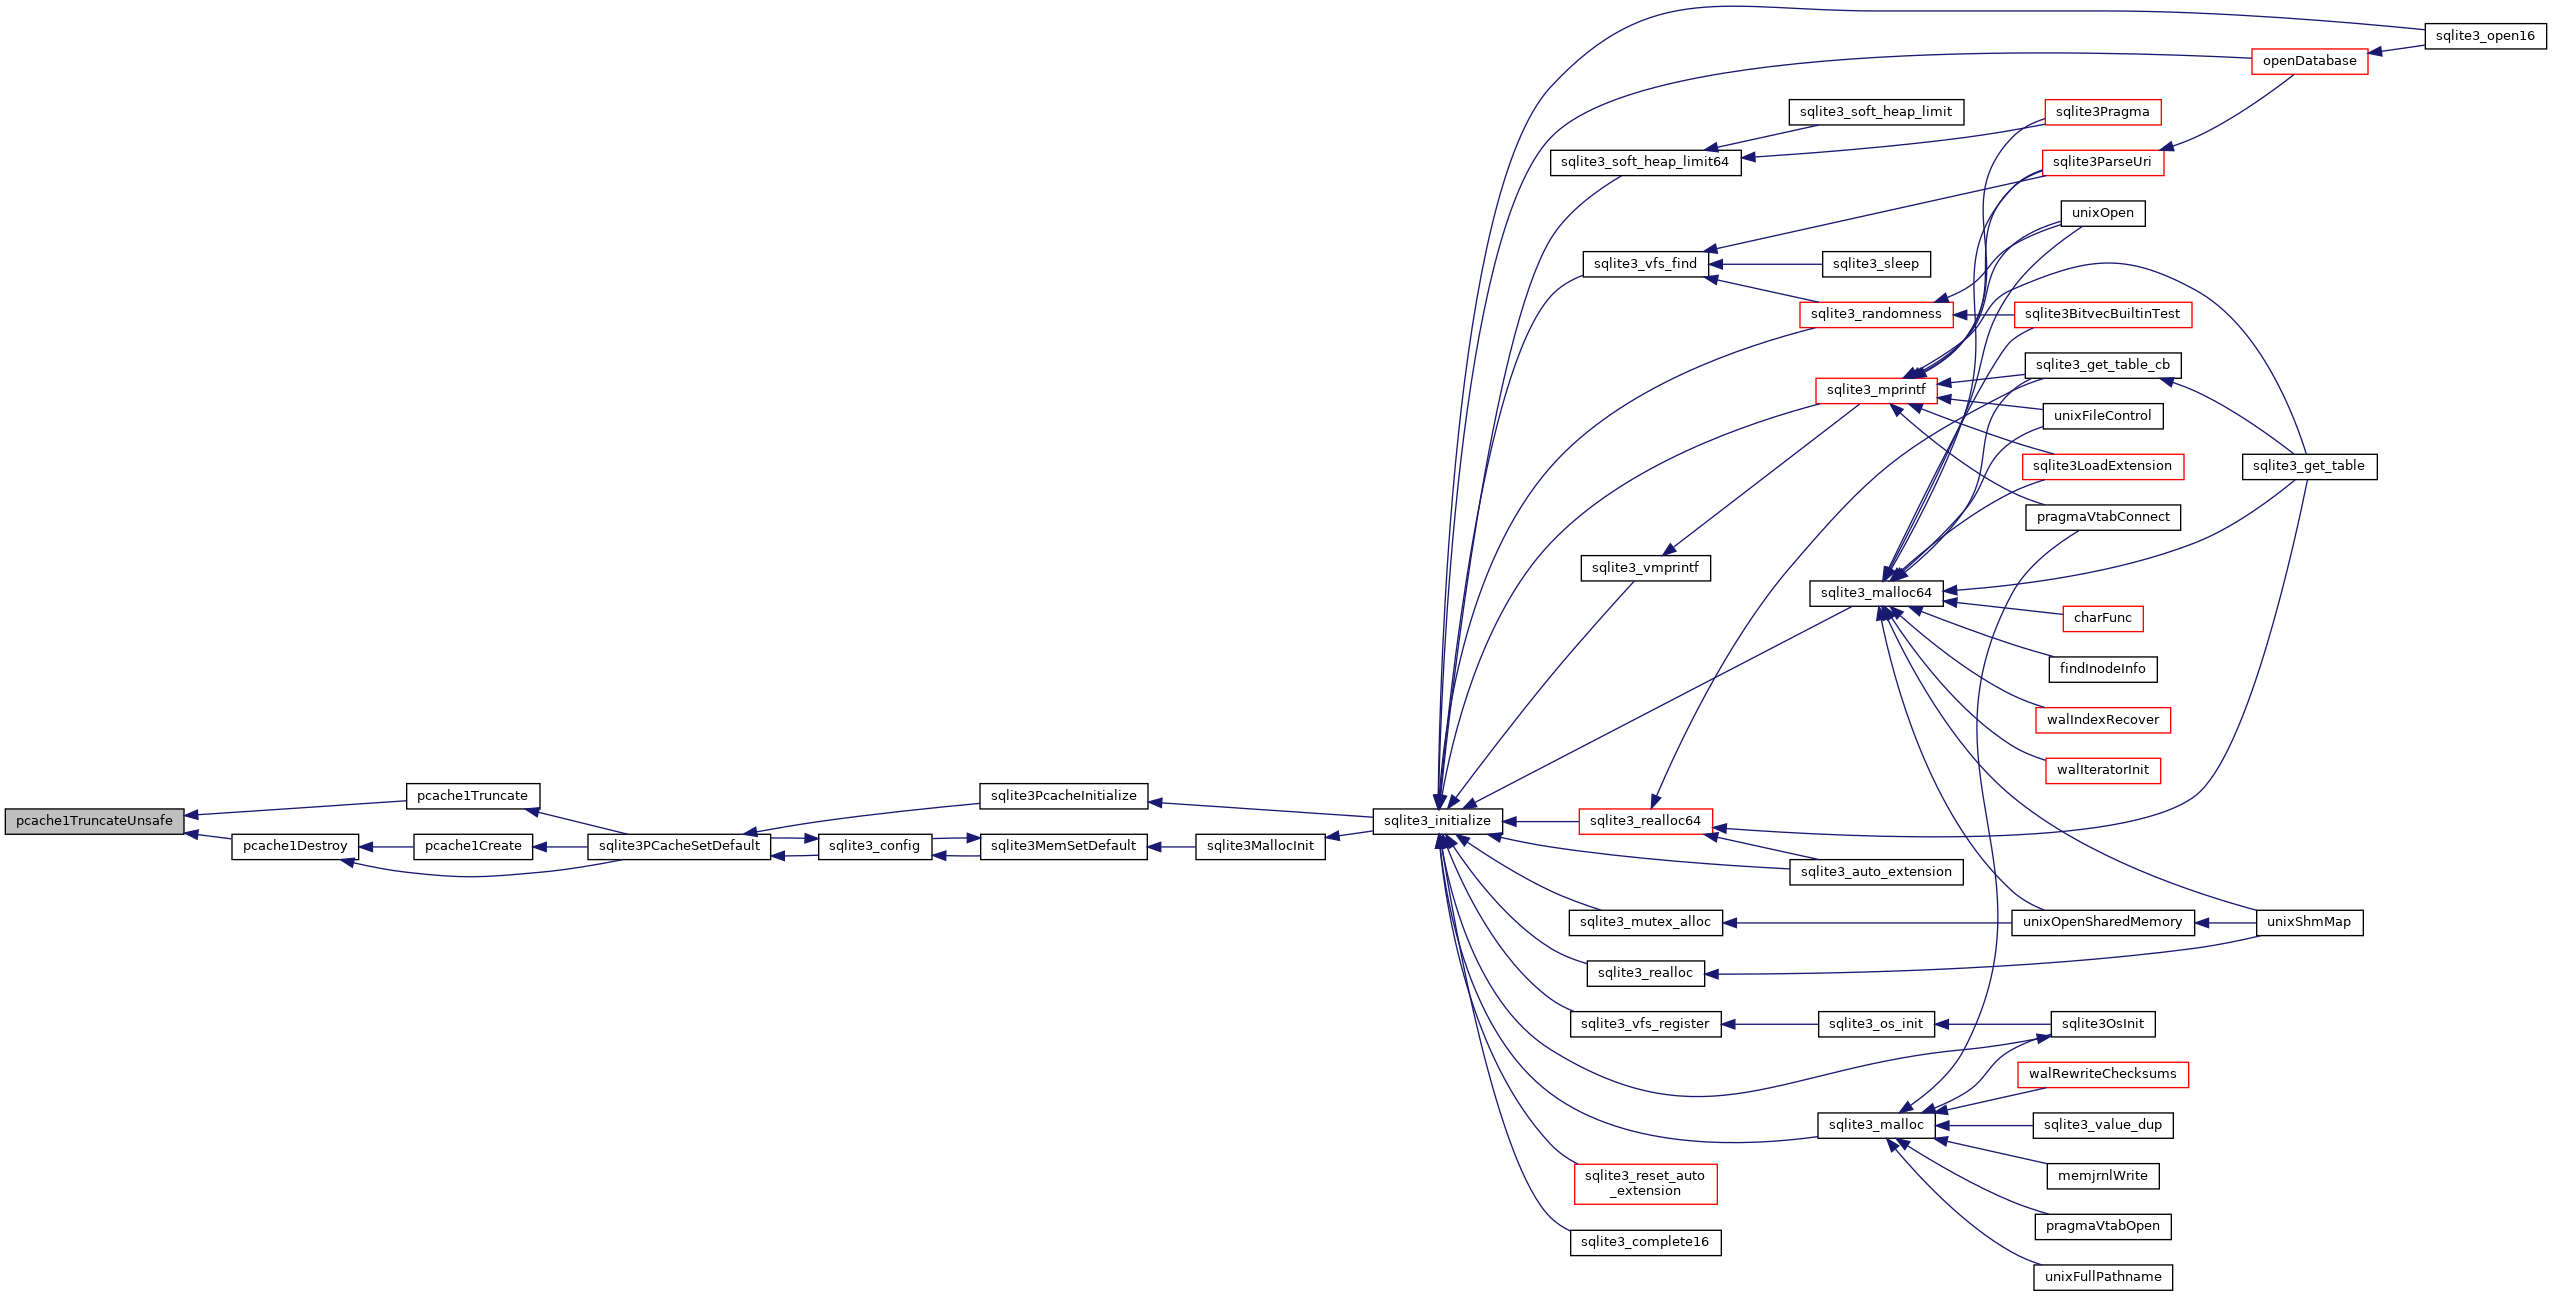 sqlite3_open16
openDatabase
sqlite3_soft_heap_limit
sqlite3Pragma
sqlite3_soft_heap_limit64
sqlite3ParseUri
unixOpen
sqlite3_vfs_find
sqlite3_sleep
sqlite3_randomness
sqlite3BitvecBuiltinTest
sqlite3_get_table_cb
sqlite3_mprintf
unixFileControl
sqlite3LoadExtension
sqlite3_get_table
pragmaVtabConnect
sqlite3_vmprintf
sqlite3_malloc64
charFunc
findInodeInfo
walIndexRecover
walIteratorInit
pcache1Truncate
sqlite3PcacheInitialize
pcache1TruncateUnsafe
sqlite3_initialize
sqlite3_realloc64
pcache1Destroy
pcache1Create
sqlite3PCacheSetDefault
sqlite3_config
sqlite3MemSetDefault
sqlite3MallocInit
sqlite3_auto_extension
sqlite3_mutex_alloc
unixOpenSharedMemory
unixShmMap
sqlite3_realloc
sqlite3_vfs_register
sqlite3_os_init
sqlite3OsInit
walRewriteChecksums
sqlite3_malloc
sqlite3_value_dup
sqlite3_reset_auto
_extension
memjrnlWrite
pragmaVtabOpen
sqlite3_complete16
unixFullPathname